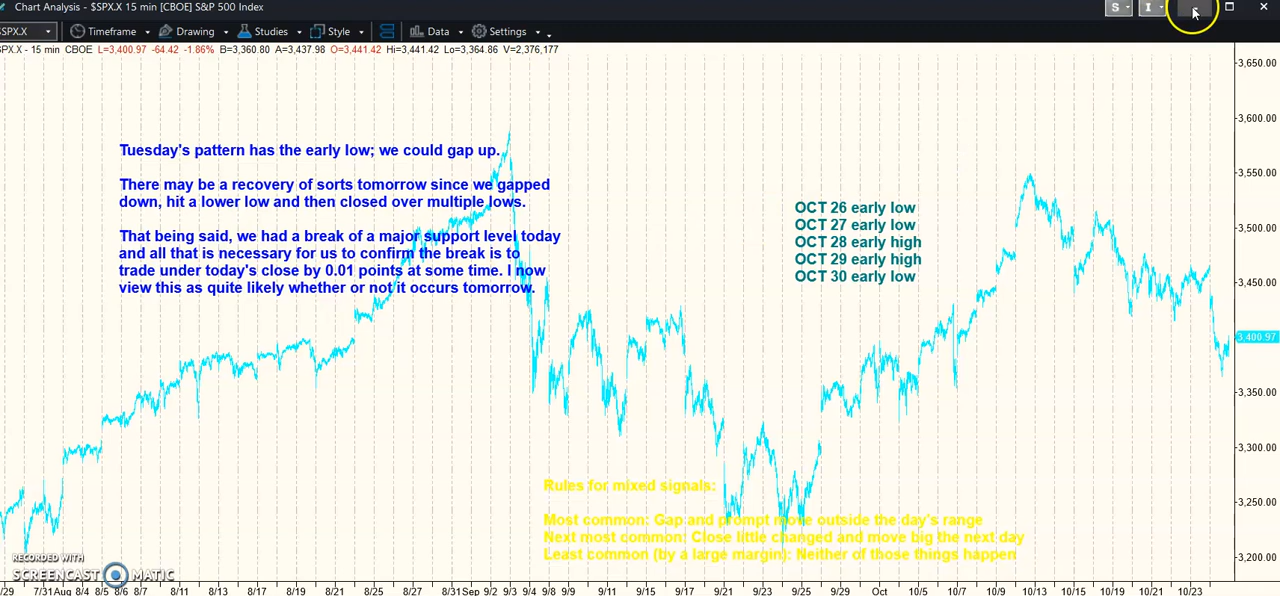 Chart Analysis - $SPX.X 15 min [CBOE] S&P 500 Index
S
I
SPX.X
Timeframe
Drawing
Studies
Style
Data
Settings
PX.X - 15 min CBOE L=3,400.97 -64.42 -1.86% B=3,360.80 A=3,437.98 O=3,441.42 Hi=3,441.42 Lo=3,364.86 V=2,376,177
3,650.00
3,600.00
3,550.00
3,500.00
3,450.00
3,400.97
3,350.00
3,300.00
3,250.00
3,200.00
Tuesday's pattern has the early low; we could gap up.
There may be a recovery of sorts tomorrow since we gapped
down, hit a lower low and then closed over multiple lows.
That being said, we had a break of a major support level today
and all that is necessary for us to confirm the break is to
trade under today's close by 0.01 points at some time. I now
view this as quite likely whether or not it occurs tomorrow.
OCT 26 early low
OCT 27 early low
OCT 28 early high
OCT 29 early high
OCT 30 early low
Rules for mixed signals:
Most common: Gap and prompt move outside the day's range
Next most common: Close little changed and move big the next day
Least common (by a large margin): Neither of those things happen
RECORDED WITH
SCREENCAST MATIC
/29 7/31 Aug 8/4 8/5 8/6 8/7 8/11 8/13 8/17 8/19 8/21 8/25 8/27 8/31 Sep 9/2 9/3 9/4 9/8 9/9 9/11 9/15 9/17 9/21 9/23 9/25 9/29 Oct 10/5 10/7 10/9 10/13 10/15 10/19 10/21 10/23